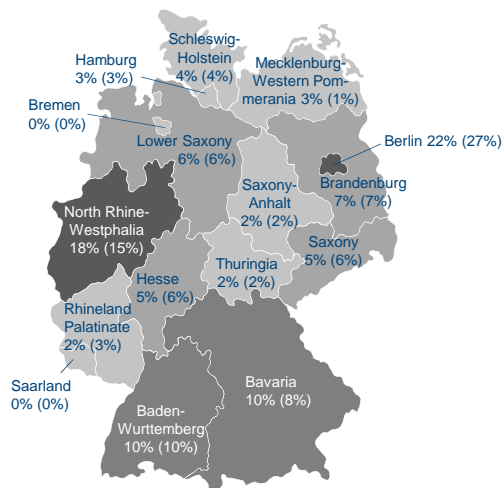 Schleswig-
Holstein
4% (4%)
Hamburg
3% (3%)
Mecklenburg-
Western Pom-
merania 3% (1%)
Bremen
0% (0%)
Lower Saxony
6% (6%)
Berlin 22% (27%)
Brandenburg
7% (7%)
Saxony-
Anhalt
2% (2%)
North Rhine-
Westphalia
18% (15%)
Saxony
5% (6%)
Thuringia
2% (2%)
Hesse
5% (6%)
Rhineland
Palatinate
2% (3%)
Saarland
0% (0%)
Bavaria
10% (8%)
Baden-
Wurttemberg
10% (10%)